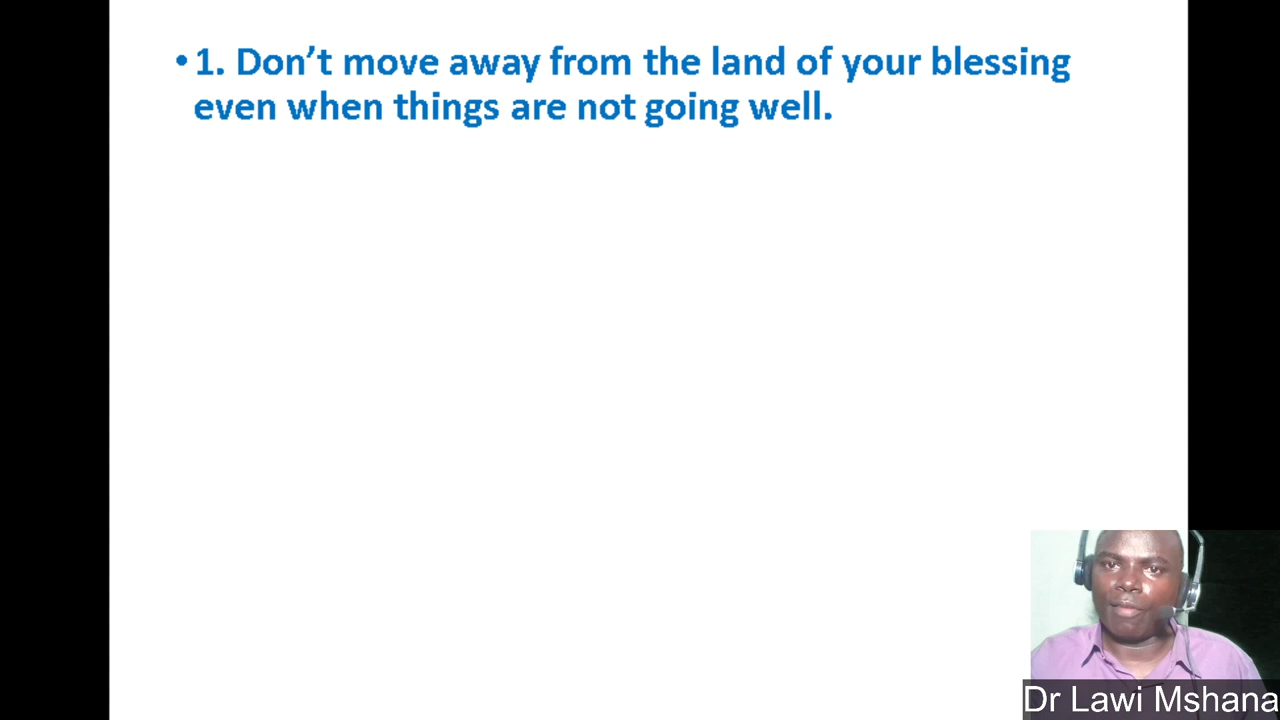 • 1. Don’t move away from the land of your blessing
even when things are not going well.
Dr Lawi Mshana